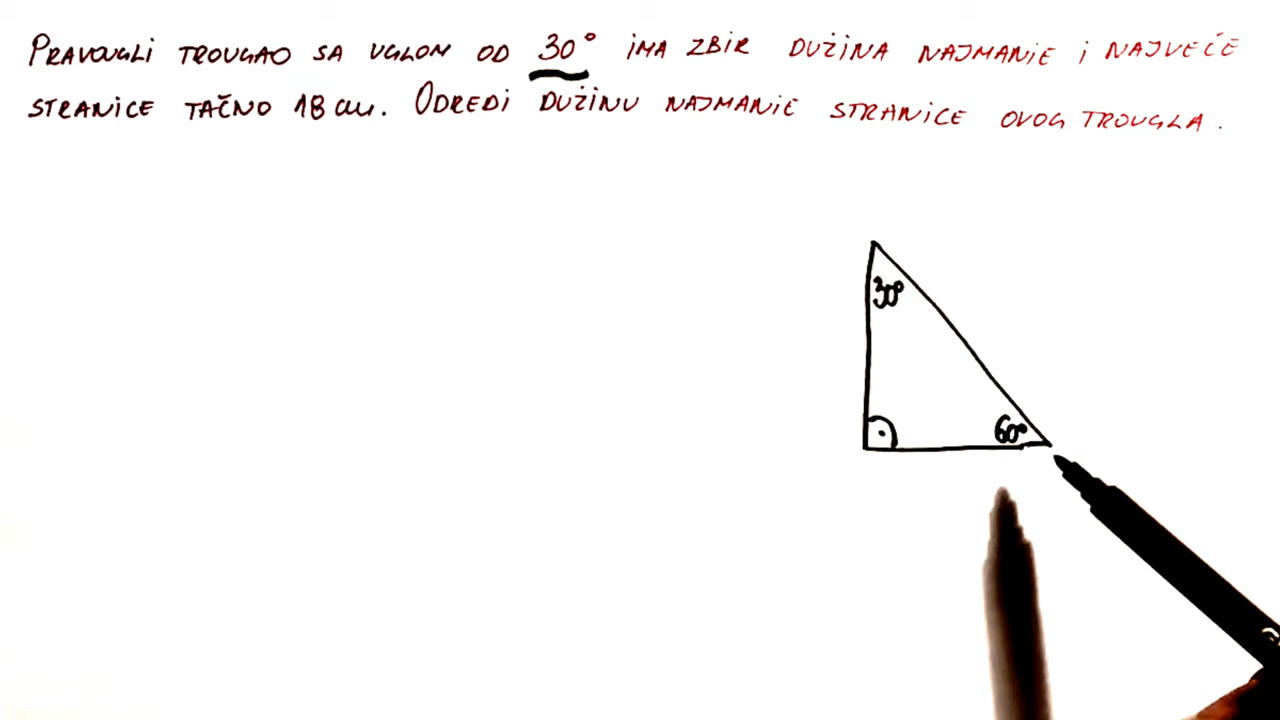 PRAVOUGLI TROUGAO SA UGLOM OD 30° IMA ZBIR DUŽINA NAJMANJE I NAJVEĆE
STRANICE TAČNO 18 cm. ODREDI DUŽINU NAJMANJE STRANICE OVOG TROUGLA.
30°
60°